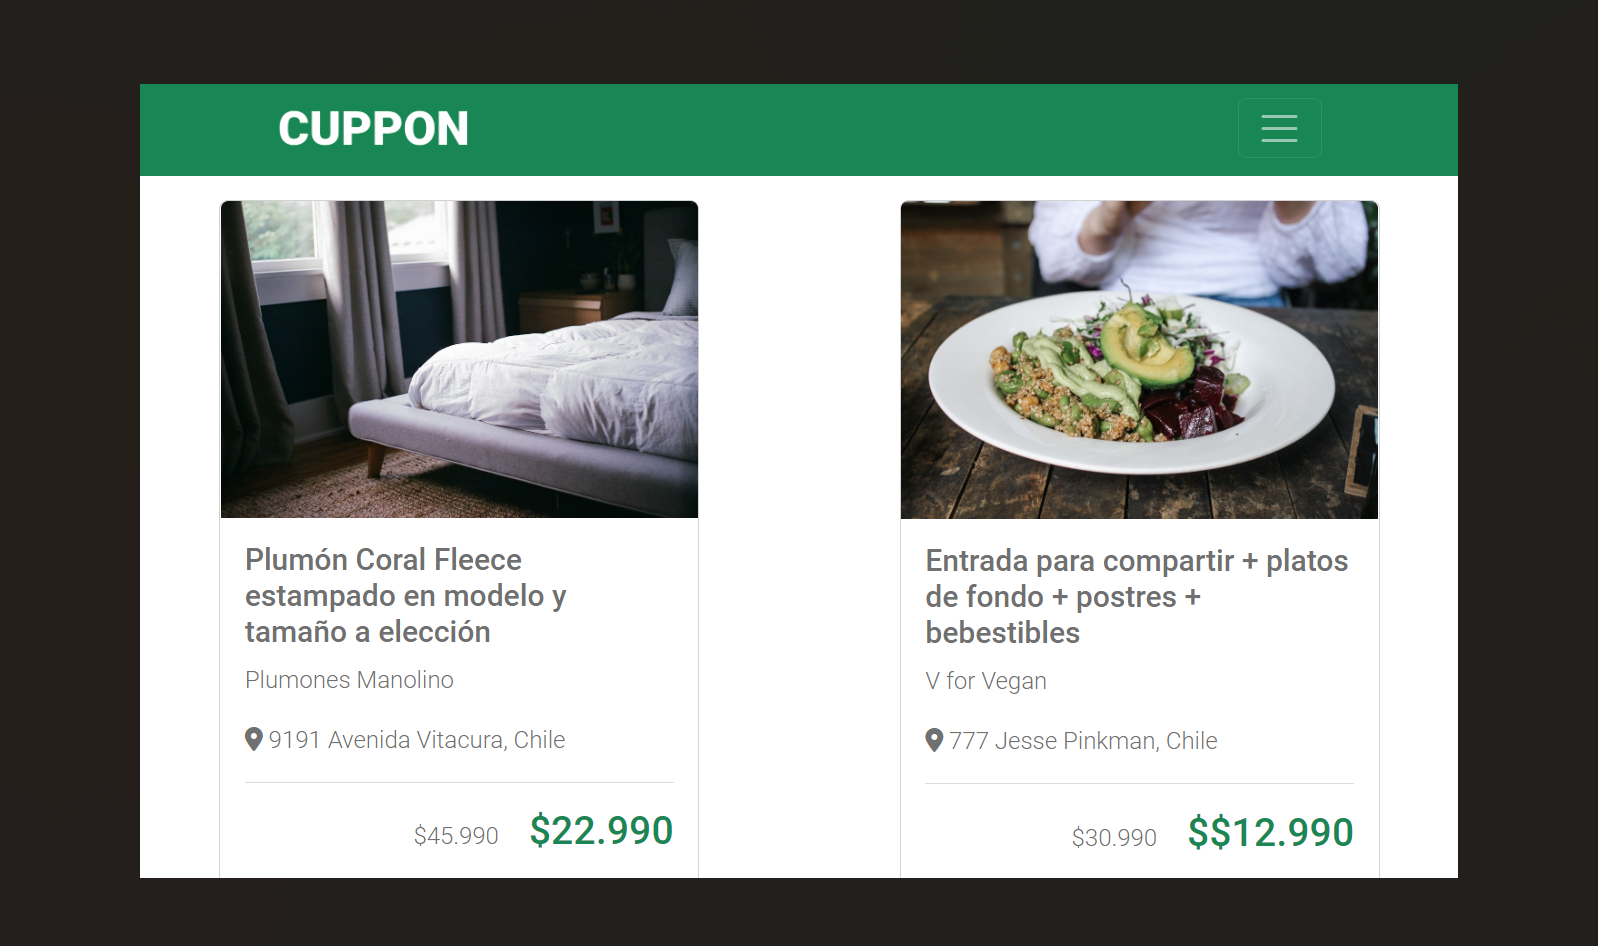 CUPPON
Plumón Coral Fleece
estampado en modelo y
tamaño a elección
Plumones Manolino
9191 Avenida Vitacura, Chile
$45.990 $22.990
Entrada para compartir + platos
de fondo + postres +
bebestibles
V for Vegan
777 Jesse Pinkman, Chile
$30.990 $$12.990